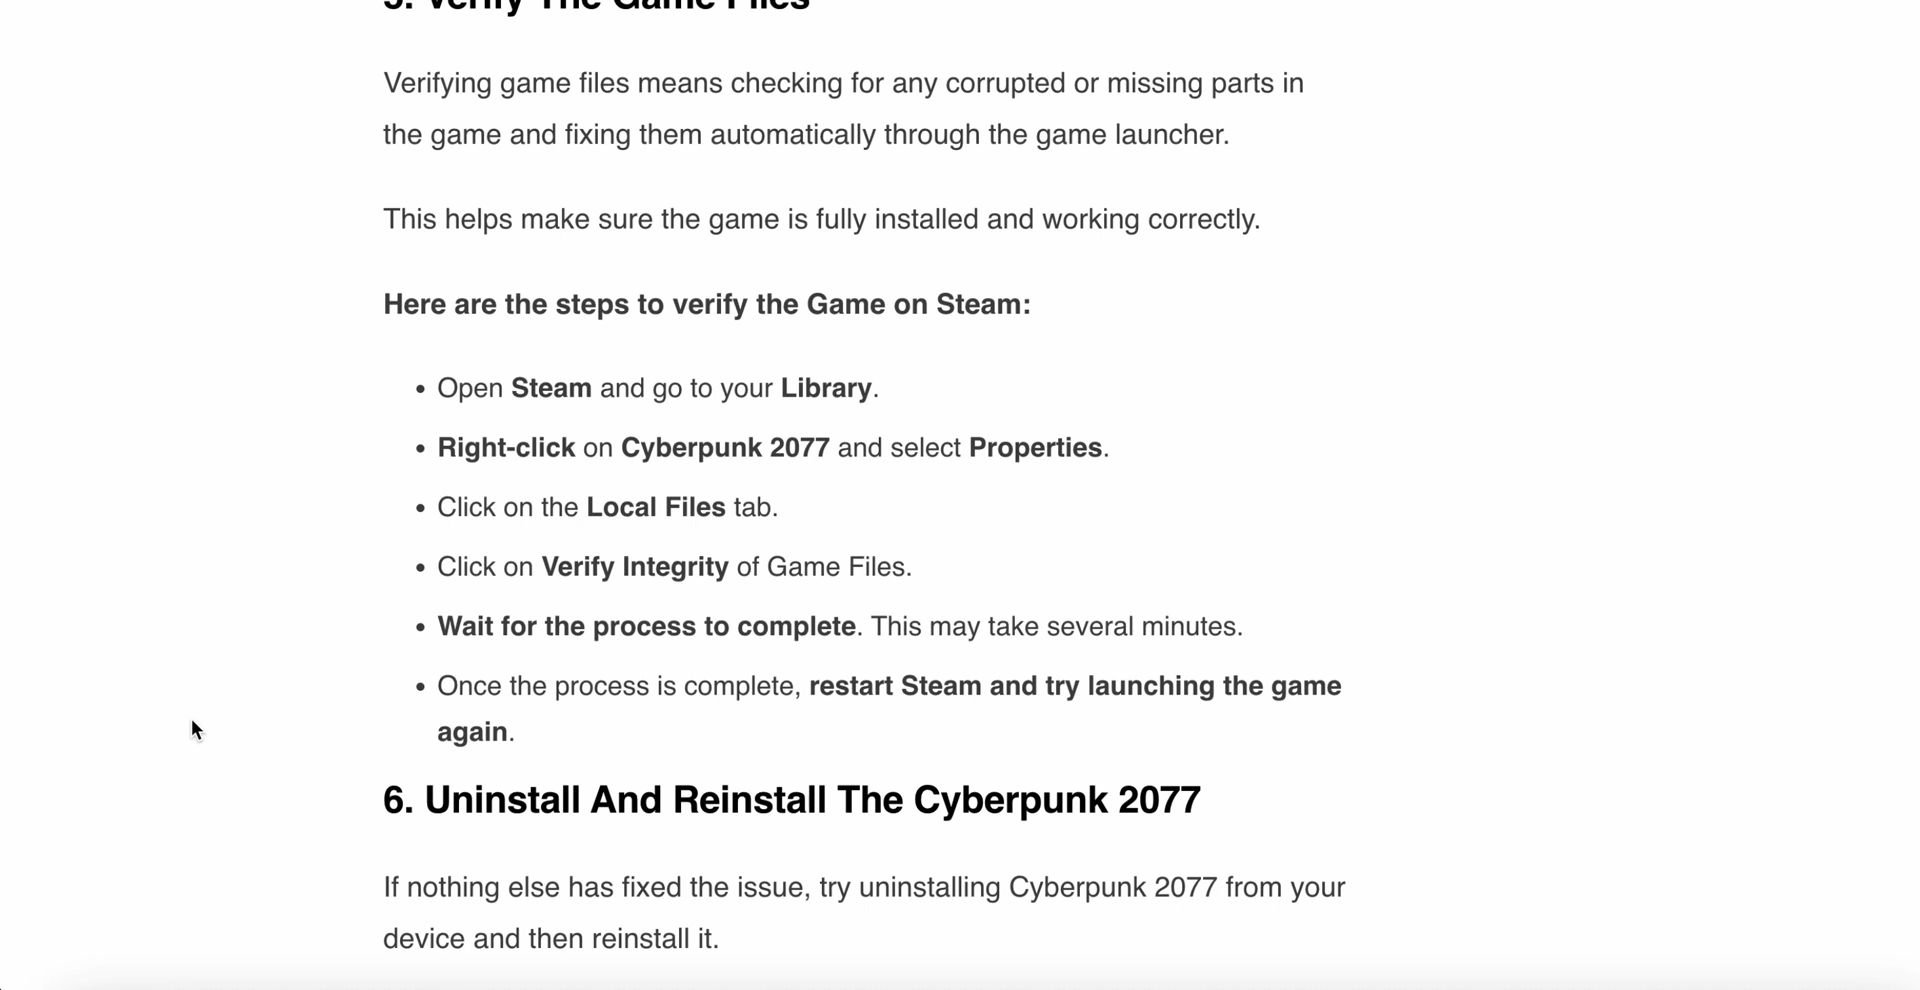 5. Verify The Game Files
Verifying game files means checking for any corrupted or missing parts in
the game and fixing them automatically through the game launcher.
This helps make sure the game is fully installed and working correctly.
Here are the steps to verify the Game on Steam:
• Open Steam and go to your Library.
• Right-click on Cyberpunk 2077 and select Properties.
• Click on the Local Files tab.
• Click on Verify Integrity of Game Files.
• Wait for the process to complete. This may take several minutes.
• Once the process is complete, restart Steam and try launching the game
again.
6. Uninstall And Reinstall The Cyberpunk 2077
If nothing else has fixed the issue, try uninstalling Cyberpunk 2077 from your
device and then reinstall it.